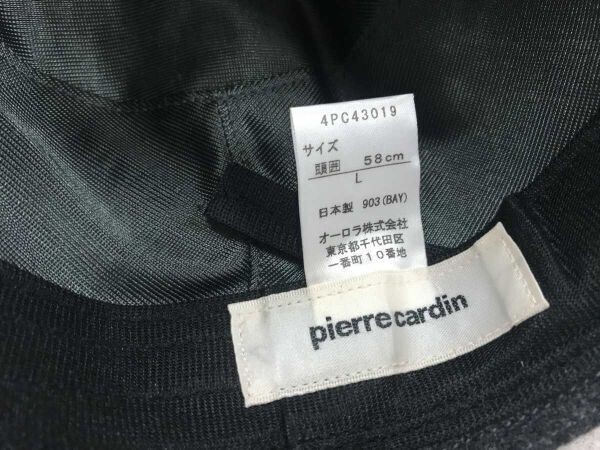 4PC43019
サイズ
頭囲 58cm
L
日本製 903(BAY)
オーロラ株式会社
東京都千代田区
一番町10番地
pierre cardin